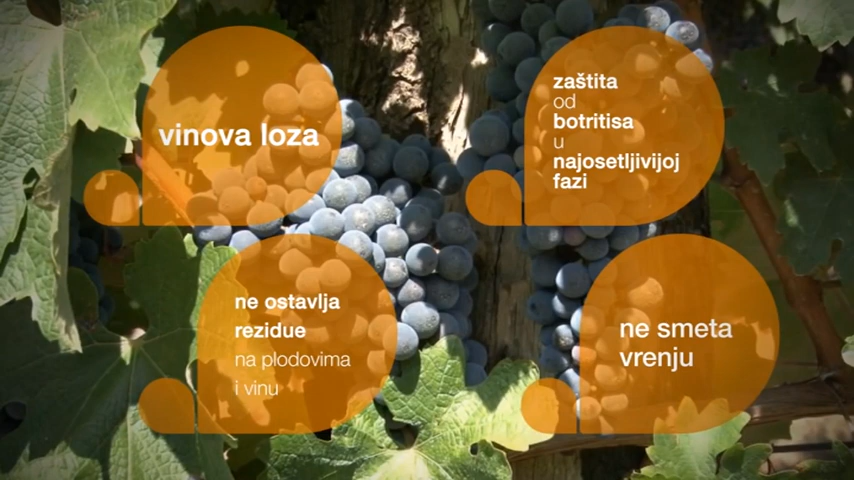 vinova loza
zaštita
od
botritisa
u
najosetljivijoj
fazi
ne ostavlja
rezidue
na plodovima
i vinu
ne smeta
vrenju